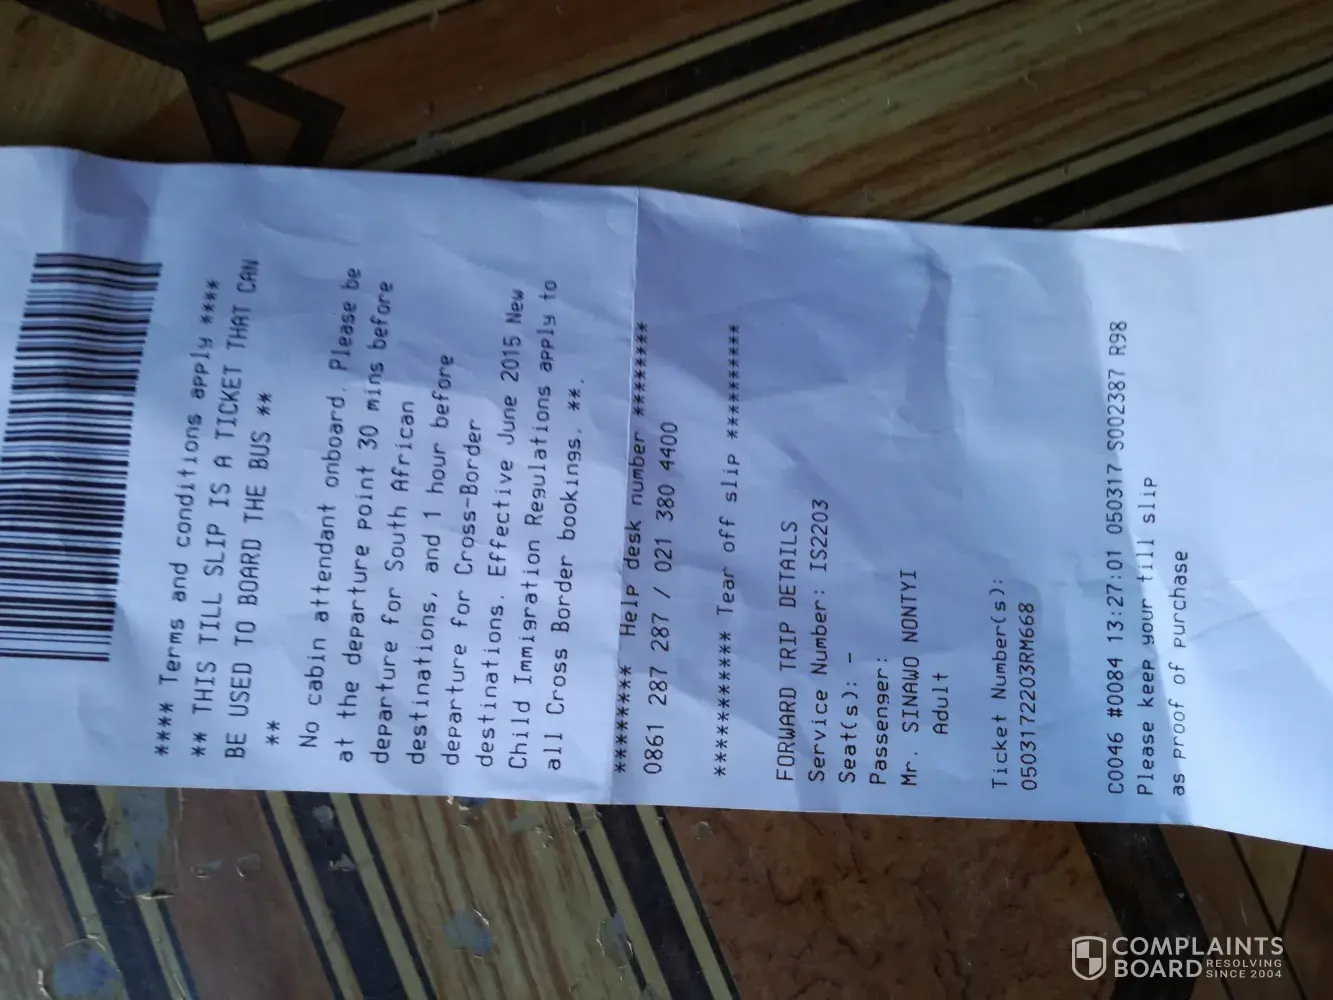 **** Terms and conditions apply ****
** THIS TILL SLIP IS A TICKET THAT CAN
BE USED TO BOARD THE BUS **
**
No cabin attendant onboard. Please be
at the departure point 30 mins before
departure for South African
destinations, and 1 hour before
departure for Cross-Border
destinations. Effective June 2015 New
Child Immigration Regulations apply to
all Cross Border bookings. **.
******** Help desk number ********
0861 287 287 / 021 380 4400
********** Tear off slip **********
FORWARD TRIP DETAILS
Service Number: IS2203
Seat(s): -
Passenger:
Mr. SINAWO NONTYI
Adult
Ticket Number(s):
05031722203RM668
C0046 #0084 13:27:01 050317 S002387 R98
Please keep your till slip
as proof of purchase
COMPLAINTS
BOARD RESOLVING
SINCE 2004